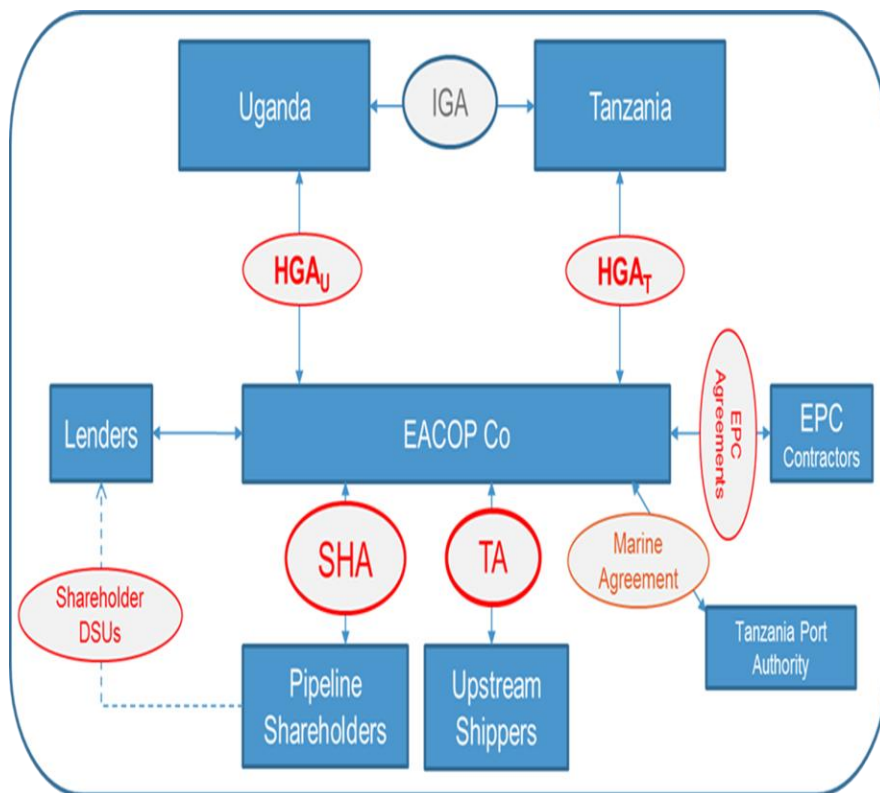 Uganda
IGA
Tanzania
HGAU
HGAT
Lenders
EACOP Co
EPC
Agreements
EPC
Contractors
SHA
TA
Marine
Agreement
Shareholder
DSUs
Tanzania Port
Authority
Pipeline
Shareholders
Upstream
Shippers